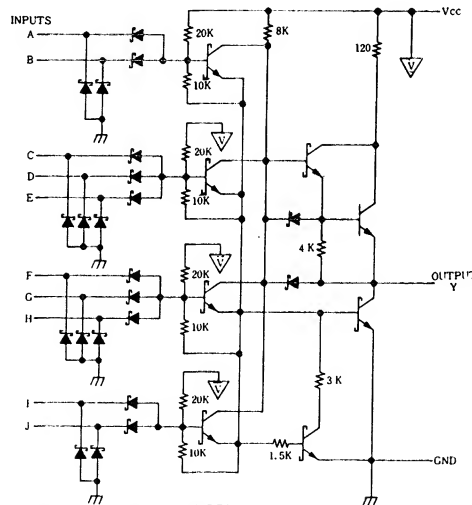 INPUTS
20K
8K
Vcc
A
120
V
B
10K
V
C
20K
D
E
10K
4K
V
OUTPUT
Y
F
20K
G
H
10K
3K
V
I
20K
J
10K
1.5K
GND